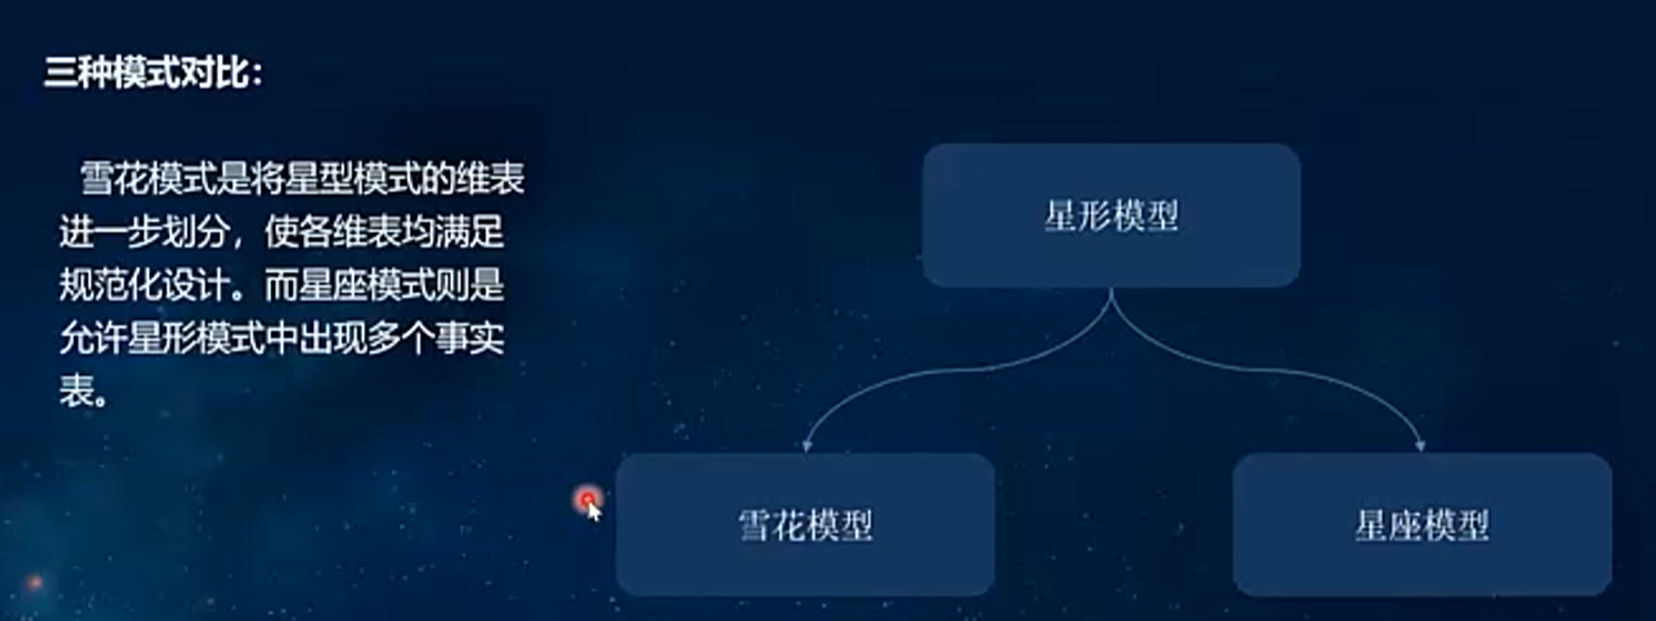 三种模式对比：
雪花模式是将星型模式的维表
进一步划分，使各维表均满足
规范化设计。而星座模式则是
允许星形模式中出现多个事实
表。
星形模型
雪花模型
星座模型